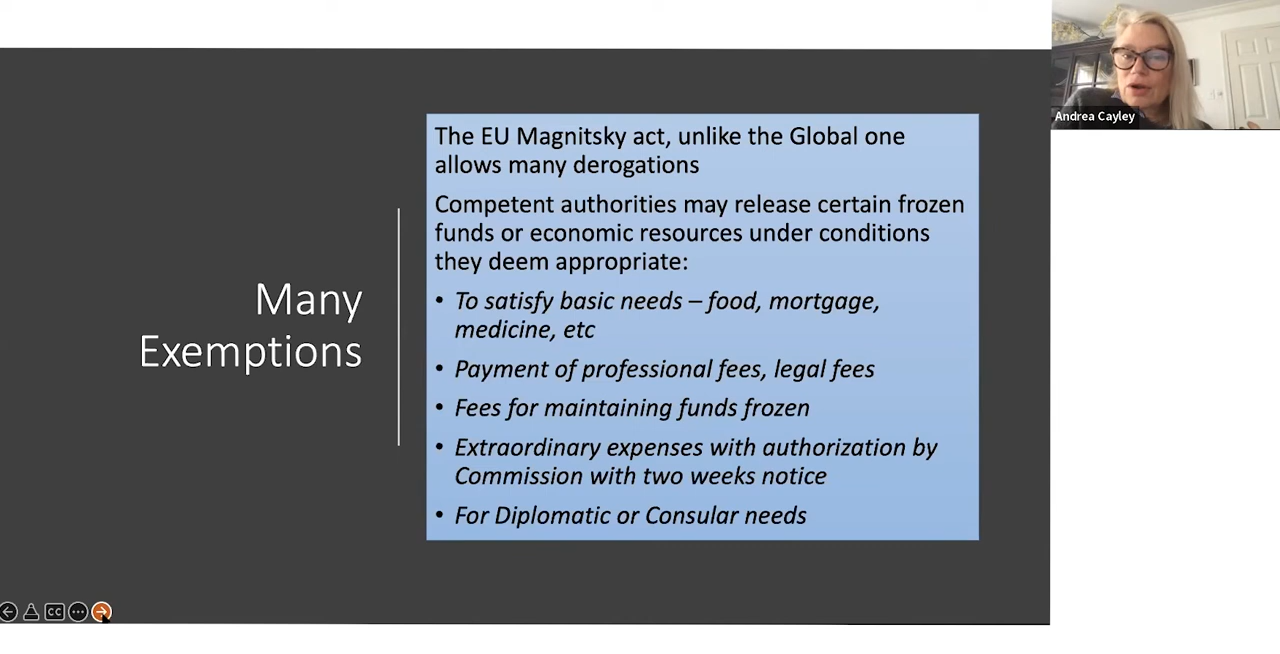 Andrea Cayley
Many
Exemptions
The EU Magnitsky act, unlike the Global one
allows many derogations
Competent authorities may release certain frozen
funds or economic resources under conditions
they deem appropriate:
• To satisfy basic needs – food, mortgage,
medicine, etc
• Payment of professional fees, legal fees
• Fees for maintaining funds frozen
• Extraordinary expenses with authorization by
Commission with two weeks notice
• For Diplomatic or Consular needs
CC